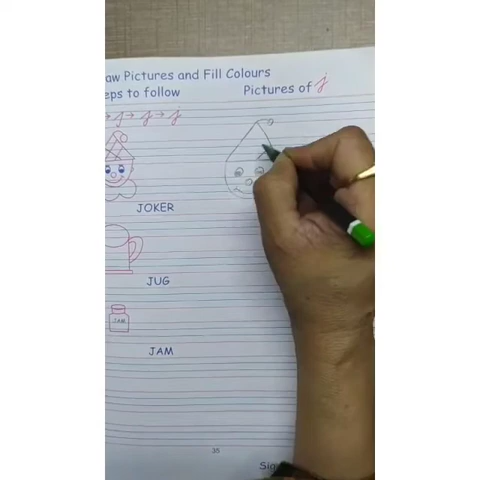 aw Pictures and Fill Colours
eps to follow Pictures of j
→ j → j → j
JOKER
JUG
JAM
JAM
35
Sig